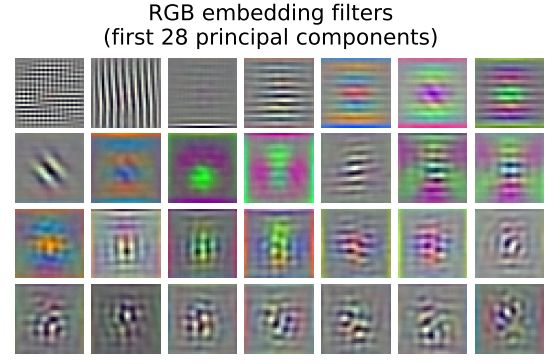 RGB embedding filters
(first 28 principal components)